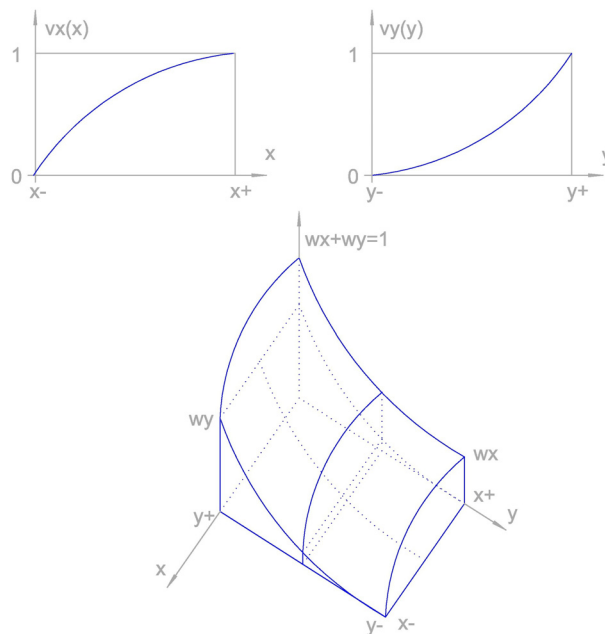 vx(x)
1
0
x-
x+
x
vy(y)
1
0
y-
y+
y
wx+wy=1
wy
wx
y+
x+
y
x
y-
x-